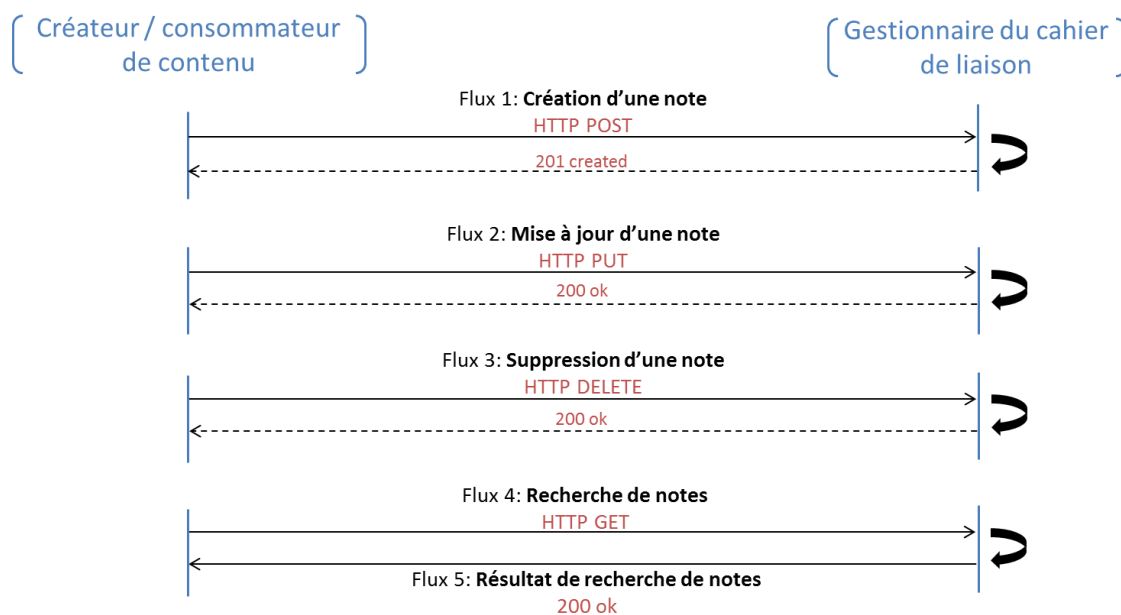 Créateur / consommateur
de contenu
Gestionnaire du cahier
de liaison
Flux 1: Création d’une note
HTTP POST
201 created
Flux 2: Mise à jour d’une note
HTTP PUT
200 ok
Flux 3: Suppression d’une note
HTTP DELETE
200 ok
Flux 4: Recherche de notes
HTTP GET
Flux 5: Résultat de recherche de notes
200 ok